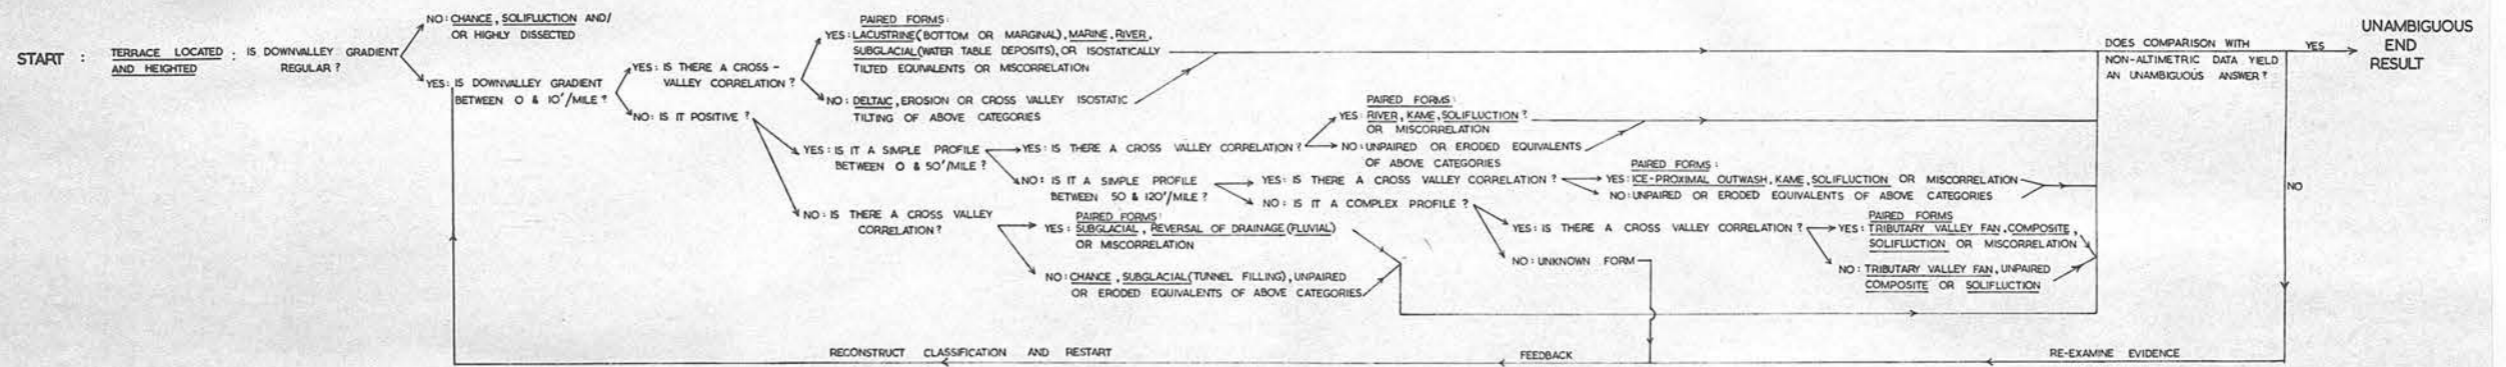 START : TERRACE LOCATED : IS DOWNVALLEY GRADIENT
AND HEIGHTED REGULAR ?
NO : CHANCE, SOLIFLUCTION AND/
OR HIGHLY DISSECTED
YES : IS DOWNVALLEY GRADIENT
BETWEEN 0 & 10'/MILE ?
YES : IS THERE A CROSS -
VALLEY CORRELATION ?
NO : IS IT POSITIVE ?
PAIRED FORMS :
YES : LACUSTRINE (BOTTOM OR MARGINAL), MARINE, RIVER,
SUBGLACIAL (WATER TABLE DEPOSITS), OR ISOSTATICALLY
TILTED EQUIVALENTS OR MISCORRELATION
NO : DELTAIC, EROSION OR CROSS VALLEY ISOSTATIC
TILTING OF ABOVE CATEGORIES
YES : IS IT A SIMPLE PROFILE
BETWEEN 0 & 50'/MILE ?
YES : IS THERE A CROSS VALLEY CORRELATION ?
PAIRED FORMS :
YES : RIVER, KAME, SOLIFLUCTION ?
OR MISCORRELATION
NO : UNPAIRED OR ERODED EQUIVALENTS
OF ABOVE CATEGORIES
NO : IS IT A SIMPLE PROFILE
BETWEEN 50 & 120'/MILE ?
YES : IS THERE A CROSS VALLEY CORRELATION ?
PAIRED FORMS :
YES : ICE-PROXIMAL OUTWASH, KAME, SOLIFLUCTION OR MISCORRELATION
NO : UNPAIRED OR ERODED EQUIVALENTS OF ABOVE CATEGORIES
NO : IS IT A COMPLEX PROFILE ?
YES : IS THERE A CROSS VALLEY CORRELATION ?
PAIRED FORMS
YES : TRIBUTARY VALLEY FAN, COMPOSITE,
SOLIFLUCTION OR MISCORRELATION
NO : TRIBUTARY VALLEY FAN, UNPAIRED
COMPOSITE OR SOLIFLUCTION
NO : UNKNOWN FORM
NO : IS THERE A CROSS VALLEY
CORRELATION ?
PAIRED FORMS :
YES : SUBGLACIAL, REVERSAL OF DRAINAGE (FLUVIAL)
OR MISCORRELATION
NO : CHANCE, SUBGLACIAL (TUNNEL FILLING), UNPAIRED
OR ERODED EQUIVALENTS OF ABOVE CATEGORIES
DOES COMPARISON WITH
NON-ALTIMETRIC DATA YIELD
AN UNAMBIGUOUS ANSWER ?
YES
UNAMBIGUOUS
END
RESULT
NO
RECONSTRUCT CLASSIFICATION AND RESTART
FEEDBACK
RE-EXAMINE EVIDENCE